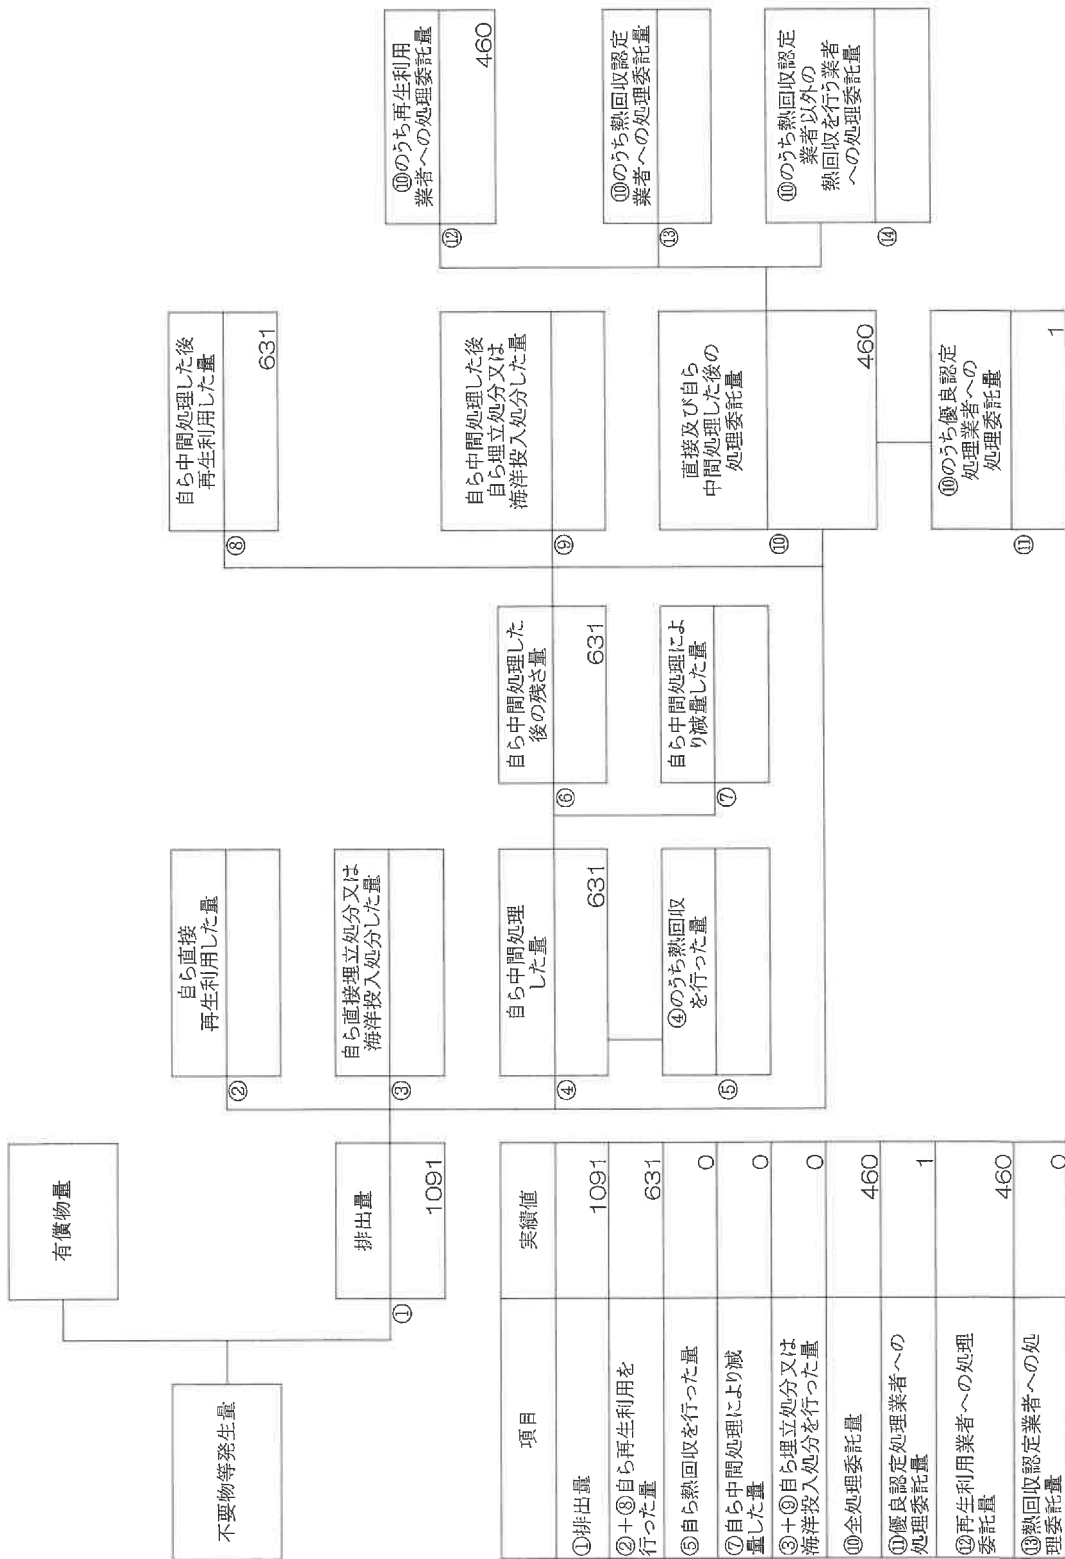 不要物等発生量
有償物量
排出量
①
1091
自ら直接
再生利用した量
②
自ら直接埋立処分又は
海洋投入処分した量
③
自ら中間処理
した量
④
631
④のうち熱回収
を行った量
⑤
自ら中間処理した
後の残さ量
⑥
631
自ら中間処理によ
り減量した量
⑦
自ら中間処理した後
再生利用した量
⑧
631
自ら中間処理した後
自ら埋立処分又は
海洋投入処分した量
⑨
直接及び自ら
中間処理した後の
処理委託量
⑩
460
⑩のうち優良認定
処理業者への
処理委託量
⑪
1
⑩のうち再生利用
業者への処理委託量
⑫
460
⑩のうち熱回収認定
業者への処理委託量
⑬
⑩のうち熱回収認定
業者以外の
熱回収を行う業者
への処理委託量
⑭
項目
実績値
①排出量
1091
②+⑧自ら再生利用を
行った量
631
⑤自ら熱回収を行った量
0
⑦自ら中間処理により減
量した量
0
③+⑨自ら埋立処分又は
海洋投入処分を行った量
0
⑩全処理委託量
460
⑪優良認定処理業者への
処理委託量
1
⑫再生利用業者への処理
委託量
460
⑬熱回収認定業者への処
理委託量
0